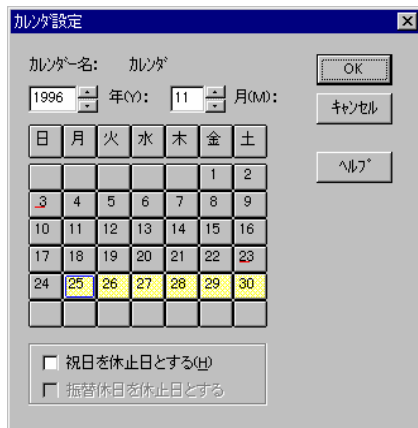 カレンダ設定
カレンダー名: カレンダ
OK
1996 年(Y): 11 月(M):
キャンセル
日 月 火 水 木 金 土
ヘルプ
1 2
3 4 5 6 7 8 9
10 11 12 13 14 15 16
17 18 19 20 21 22 23
24 25 26 27 28 29 30
祝日を休止日とする(H)
振替休日を休止日とする